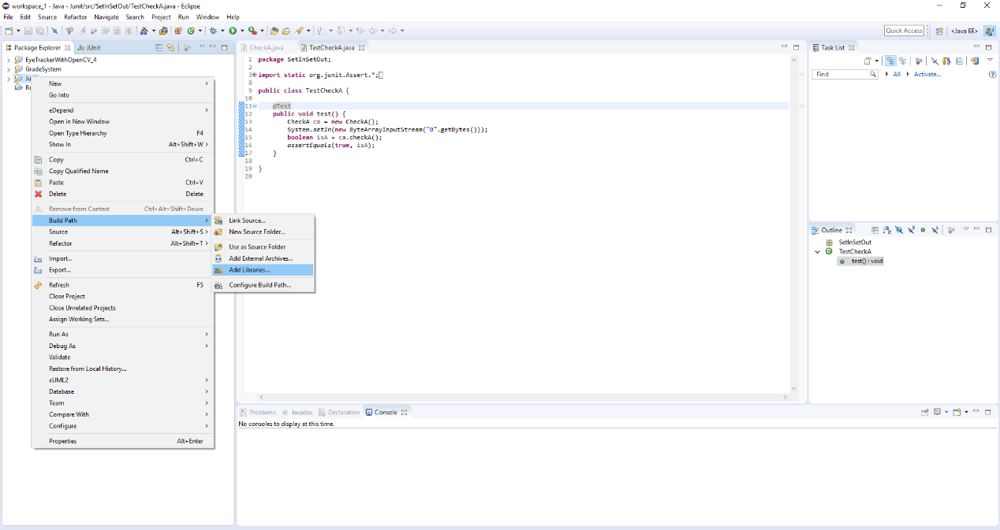 workspace_1 - Java - Junit/src/SetInSetOut/TestCheckA.java - Eclipse
File Edit Source Refactor Navigate Search Project Run Window Help
Quick Access <Java EE>
Package Explorer JUnit
EyeTrackerWithOpenCV_4
GradeSystem
Ju
Re
New
Go Into
eDepend
Open in New Window
Open Type Hierarchy F4
Show In Alt+Shift+W >
Copy Ctrl+C
Copy Qualified Name
Paste Ctrl+V
Delete Delete
Remove from Context Ctrl+Alt+Shift+Down
Build Path
Source Alt+Shift+S >
Refactor Alt+Shift+T >
Import...
Export...
Refresh F5
Close Project
Close Unrelated Projects
Assign Working Sets...
Run As
Debug As
Validate
Restore from Local History...
eUML2
Database
Team
Compare With
Configure
Properties Alt+Enter
Link Source...
New Source Folder...
Use as Source Folder
Add External Archives...
Add Libraries...
Configure Build Path...
CheckA.java TestCheckA.java
1 package SetInSetOut;
2
3 import static org.junit.Assert.*;
8
9 public class TestCheckA {
10
11 @Test
12 public void test() {
13 CheckA ca = new CheckA();
14 System.setIn(new ByteArrayInputStream("B".getBytes()));
15 boolean isA = ca.checkA();
16 assertEquals(true, isA);
17 }
18
19 }
20
Problems Javadoc Declaration Console
No consoles to display at this time.
Task List
Find All Activate...
Outline
SetInSetOut
TestCheckA
test() : void